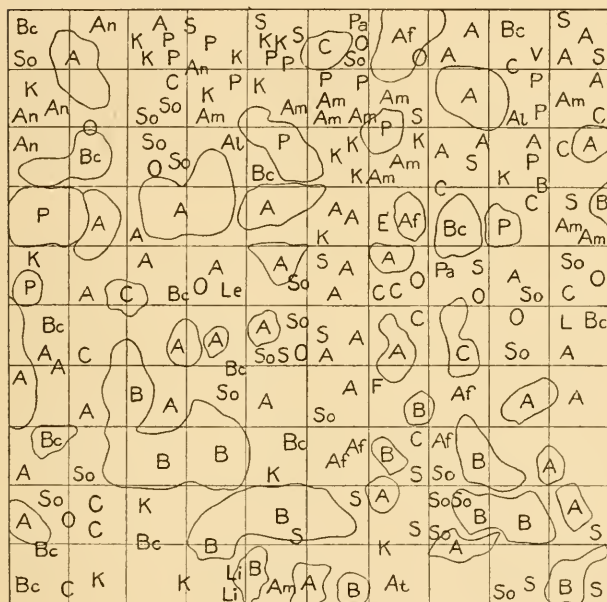 Bc An A S S Pa Af A Bc S
So A K P P K K S C O O A C V A
K P An K P P So A S
K An C K P Am P Am A P Am A
An So So K Am Am Am S Al P C
An O So Al P K P K A A A C A
Bc O So Bc K Am S P
K K Am C K B
P A A A A A E Af Bc P C S B
A K Am Am
K A A A S A A Pa S A So
P A C Bc O Le So A C C O So C O
Bc A A A So S C O L Bc
A A C So S O A A A C So A
A A B A Bc So A A F Af A A
A So B
Bc B B Bc Af Af B C Af B A
A So K S So
A So C K B S A So So B B A
O C Bc B S S So
Bc K A
Bc C K K Li B Am A B At So S B
Li